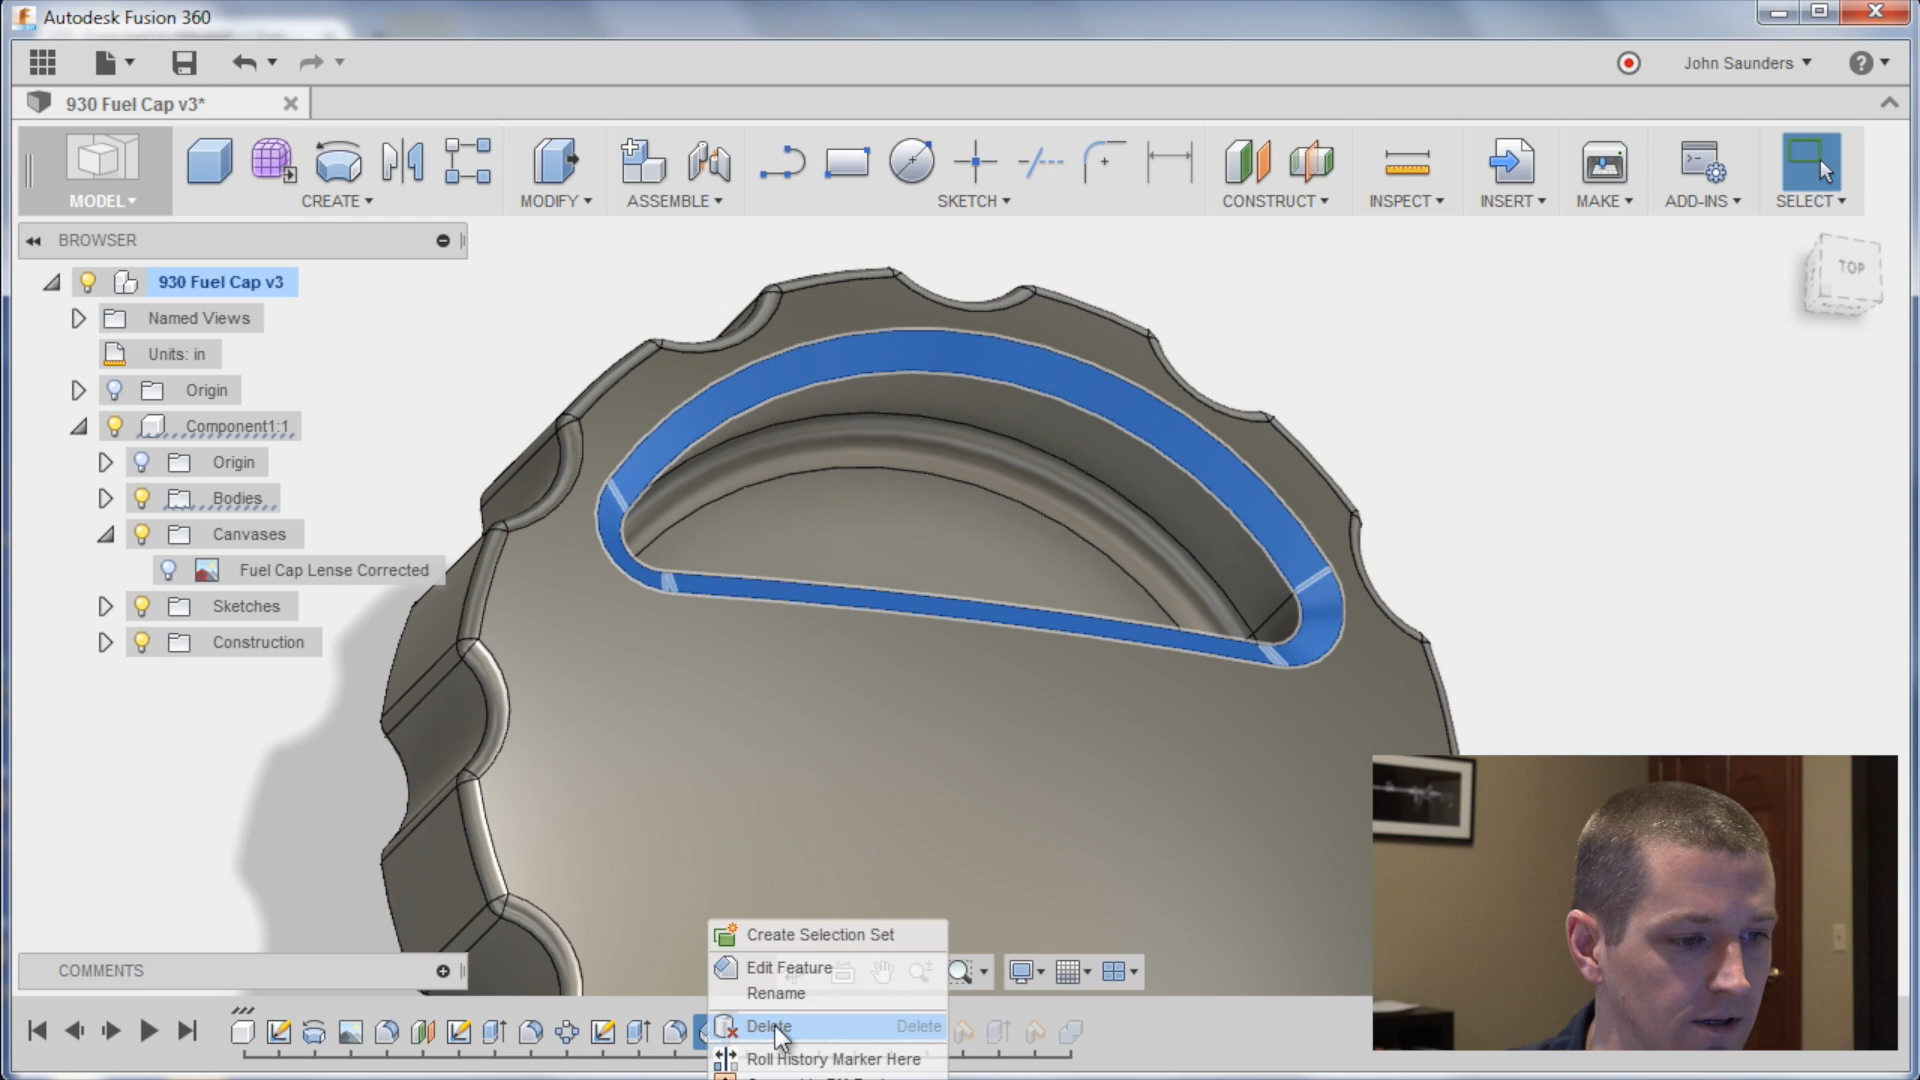 Autodesk Fusion 360
John Saunders
930 Fuel Cap v3*
MODEL
CREATE
MODIFY
ASSEMBLE
SKETCH
CONSTRUCT
INSPECT
INSERT
MAKE
ADD-INS
SELECT
BROWSER
TOP
930 Fuel Cap v3
Named Views
Units: in
Origin
Component1:1
Origin
Bodies
Canvases
Fuel Cap Lense Corrected
Sketches
Construction
COMMENTS
Create Selection Set
Edit Feature
Rename
Delete Delete
Roll History Marker Here